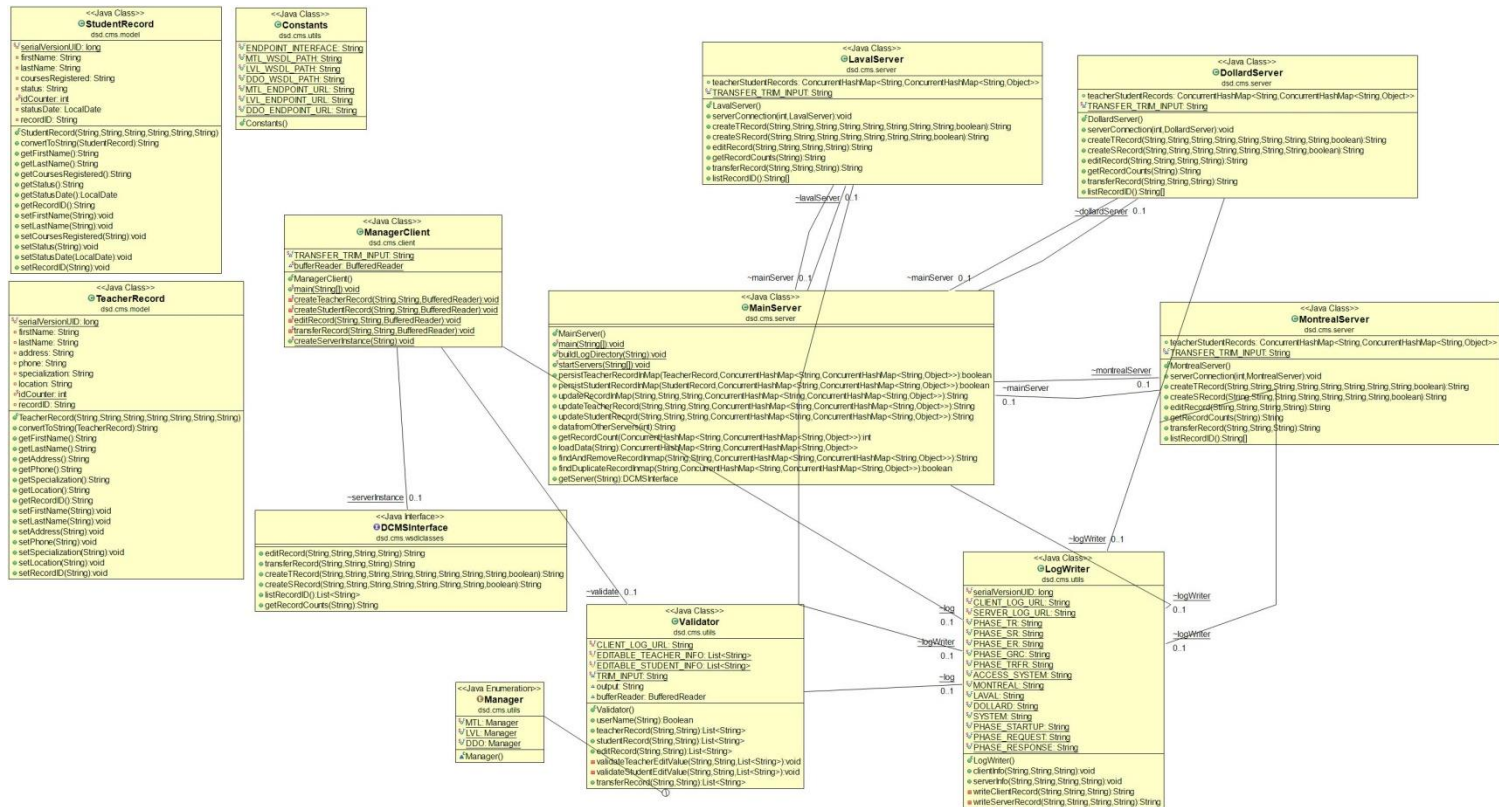 <<Java Class>>
StudentRecord
dsd.cms.model
serialVersionUID: long
firstName: String
lastName: String
coursesRegistered: String
status: String
idCounter: int
statusDate: LocalDate
recordID: String
StudentRecord(String,String,String,String,String,String)
convertToString(StudentRecord):String
getFirstName():String
getLastName():String
getCoursesRegistered():String
getStatus():String
getStatusDate():LocalDate
getRecordID():String
setFirstName(String):void
setLastName(String):void
setCoursesRegistered(String):void
setStatus(String):void
setStatusDate(LocalDate):void
setRecordID(String):void
<<Java Class>>
Constants
dsd.cms.utils
ENDPOINT_INTERFACE: String
MTL_WSDL_PATH: String
LVL_WSDL_PATH: String
DDO_WSDL_PATH: String
MTL_ENDPOINT_URL: String
LVL_ENDPOINT_URL: String
DDO_ENDPOINT_URL: String
Constants()
<<Java Class>>
LavalServer
dsd.cms.server
teacherStudentRecords: ConcurrentHashMap<String,ConcurrentHashMap<String,Object>>
TRANSFER_TRIM_INPUT: String
LavalServer()
serverConnection(int,LavalServer):void
createTRecord(String,String,String,String,String,String,String,String,boolean):String
createSRecord(String,String,String,String,String,String,String,boolean):String
editRecord(String,String,String,String):String
getRecordCounts(String):String
transferRecord(String,String,String):String
listRecordID():String[]
<<Java Class>>
DollardServer
dsd.cms.server
teacherStudentRecords: ConcurrentHashMap<String,ConcurrentHashMap<String,Object>>
TRANSFER_TRIM_INPUT: String
DollardServer()
serverConnection(int,DollardServer):void
createTRecord(String,String,String,String,String,String,String,String,boolean):String
createSRecord(String,String,String,String,String,String,String,boolean):String
editRecord(String,String,String,String):String
getRecordCounts(String):String
transferRecord(String,String,String):String
listRecordID():String[]
~lavalServer 0..1
~dollardServer 0..1
<<Java Class>>
ManagerClient
dsd.cms.client
TRANSFER_TRIM_INPUT: String
bufferReader: BufferedReader
ManagerClient()
main(String[]):void
createTeacherRecord(String,String,BufferedReader):void
createStudentRecord(String,String,BufferedReader):void
editRecord(String,BufferedReader):void
transferRecord(String,String,BufferedReader):void
createServerInstance(String):void
~mainServer 0..1
~mainServer 0..1
<<Java Class>>
TeacherRecord
dsd.cms.model
serialVersionUID: long
firstName: String
lastName: String
address: String
phone: String
specialization: String
location: String
idCounter: int
recordID: String
TeacherRecord(String,String,String,String,String,String,String)
convertToString(TeacherRecord):String
getFirstName():String
getLastName():String
getAddress():String
getPhone():String
getSpecialization():String
getLocation():String
getRecordID():String
setFirstName(String):void
setLastName(String):void
setAddress(String):void
setPhone(String):void
setSpecialization(String):void
setLocation(String):void
setRecordID(String):void
<<Java Class>>
MainServer
dsd.cms.server
MainServer()
main(String[]):void
buildLogDirectory(String):void
startServers(String[]):void
persistTeacherRecordInMap(TeacherRecord,ConcurrentHashMap<String,ConcurrentHashMap<String,Object>>):boolean
persistStudentRecordInMap(StudentRecord,ConcurrentHashMap<String,ConcurrentHashMap<String,Object>>):boolean
updateRecordInMap(String,String,String,ConcurrentHashMap<String,ConcurrentHashMap<String,Object>>):String
updateTeacherRecord(String,String,String,ConcurrentHashMap<String,ConcurrentHashMap<String,Object>>):String
updateStudentRecord(String,String,String,ConcurrentHashMap<String,ConcurrentHashMap<String,Object>>):String
datafromOtherServers(int):String
getRecordCount(ConcurrentHashMap<String,ConcurrentHashMap<String,Object>>):int
loadData(String):ConcurrentHashMap<String,ConcurrentHashMap<String,Object>>
findAndRemoveRecordInmap(String,ConcurrentHashMap<String,ConcurrentHashMap<String,Object>>):String
findDuplicateRecordInmap(String,ConcurrentHashMap<String,ConcurrentHashMap<String,Object>>):boolean
getServer(String):DCMSInterface
~montrealServer
0..1
~mainServer
0..1
<<Java Class>>
MontrealServer
dsd.cms.server
teacherStudentRecords: ConcurrentHashMap<String,ConcurrentHashMap<String,Object>>
TRANSFER_TRIM_INPUT: String
MontrealServer()
serverConnection(int,MontrealServer):void
createTRecord(String,String,String,String,String,String,String,String,boolean):String
createSRecord(String,String,String,String,String,String,String,boolean):String
editRecord(String,String,String,String):String
getRecordCounts(String):String
transferRecord(String,String,String):String
listRecordID():String[]
~serverInstance 0..1
<<Java Interface>>
DCMSInterface
dsd.cms.wsdlclasses
editRecord(String,String,String,String):String
transferRecord(String,String,String):String
createTRecord(String,String,String,String,String,String,String,String,boolean):String
createSRecord(String,String,String,String,String,String,String,boolean):String
listRecordID():List<String>
getRecordCounts(String):String
~validate 0..1
<<Java Class>>
Validator
dsd.cms.utils
CLIENT_LOG_URL: String
EDITABLE_TEACHER_INFO: List<String>
EDITABLE_STUDENT_INFO: List<String>
TRIM_INPUT: String
output: String
bufferReader: BufferedReader
Validator()
userName(String):Boolean
teacherRecord(String,String):List<String>
studentRecord(String,String):List<String>
editRecord(String):List<String>
validateTeacherEditValue(String,String,List<String>):void
validateStudentEditValue(String,String,List<String>):void
transferRecord(String,String):List<String>
<<Java Enumeration>>
Manager
dsd.cms.utils
MTL: Manager
LVL: Manager
DDO: Manager
Manager()
~logWriter 0..1
~log
0..1
~logWriter
0..1
~log
0..1
~logWriter
0..1
~logWriter
0..1
<<Java Class>>
LogWriter
dsd.cms.utils
serialVersionUID: long
CLIENT_LOG_URL: String
SERVER_LOG_URL: String
PHASE_TR: String
PHASE_SR: String
PHASE_ER: String
PHASE_GRC: String
PHASE_TRFR: String
ACCESS_SYSTEM: String
MONTREAL: String
LAVAL: String
DOLLARD: String
SYSTEM: String
PHASE_STARTUP: String
PHASE_REQUEST: String
PHASE_RESPONSE: String
LogWriter()
clientInfo(String,String,String):void
serverInfo(String,String,String,String):void
writeClientRecord(String,String,String):String
writeServerRecord(String,String,String,String):String